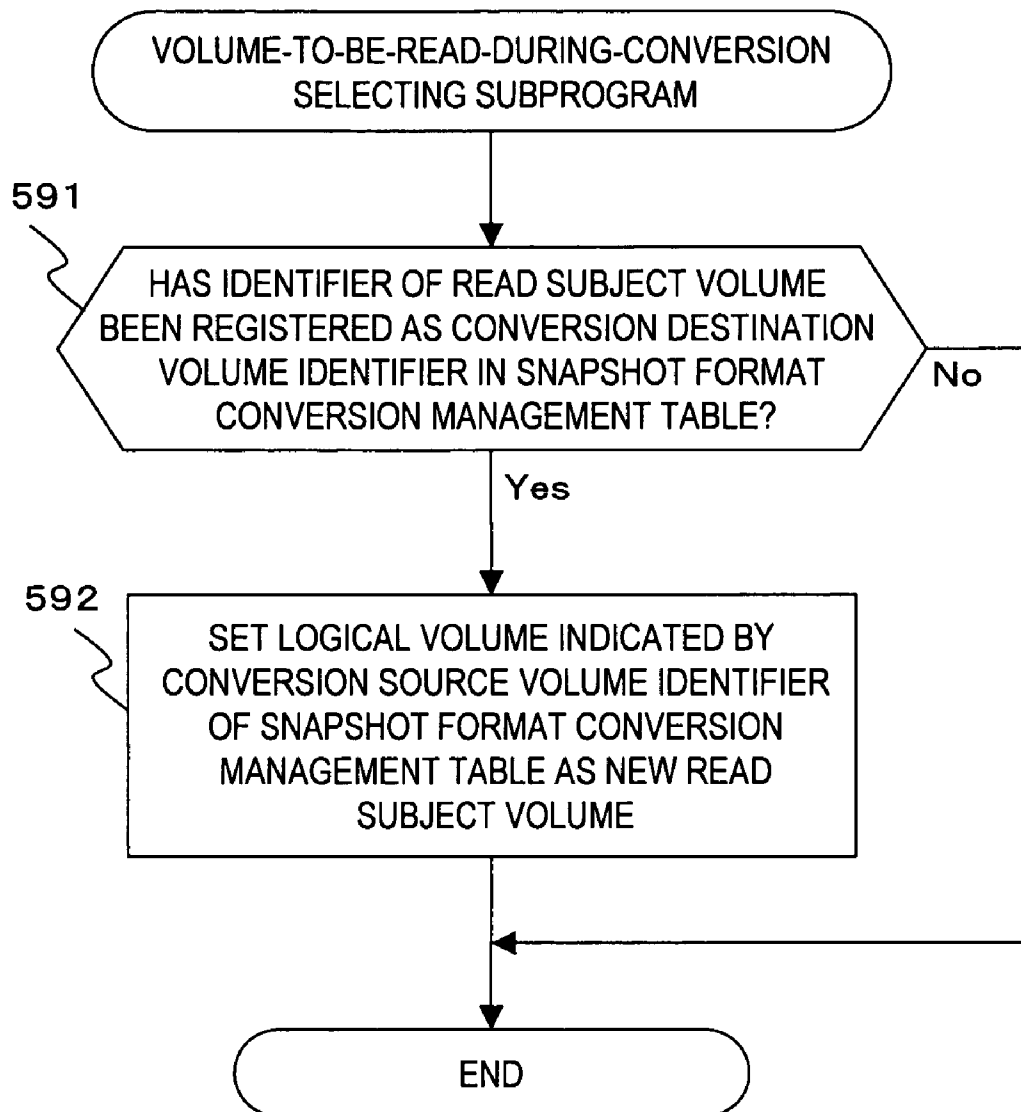 VOLUME-TO-BE-READ-DURING-CONVERSION
SELECTING SUBPROGRAM
591
HAS IDENTIFIER OF READ SUBJECT VOLUME
BEEN REGISTERED AS CONVERSION DESTINATION
VOLUME IDENTIFIER IN SNAPSHOT FORMAT
CONVERSION MANAGEMENT TABLE?
No
Yes
592
SET LOGICAL VOLUME INDICATED BY
CONVERSION SOURCE VOLUME IDENTIFIER
OF SNAPSHOT FORMAT CONVERSION
MANAGEMENT TABLE AS NEW READ
SUBJECT VOLUME
END